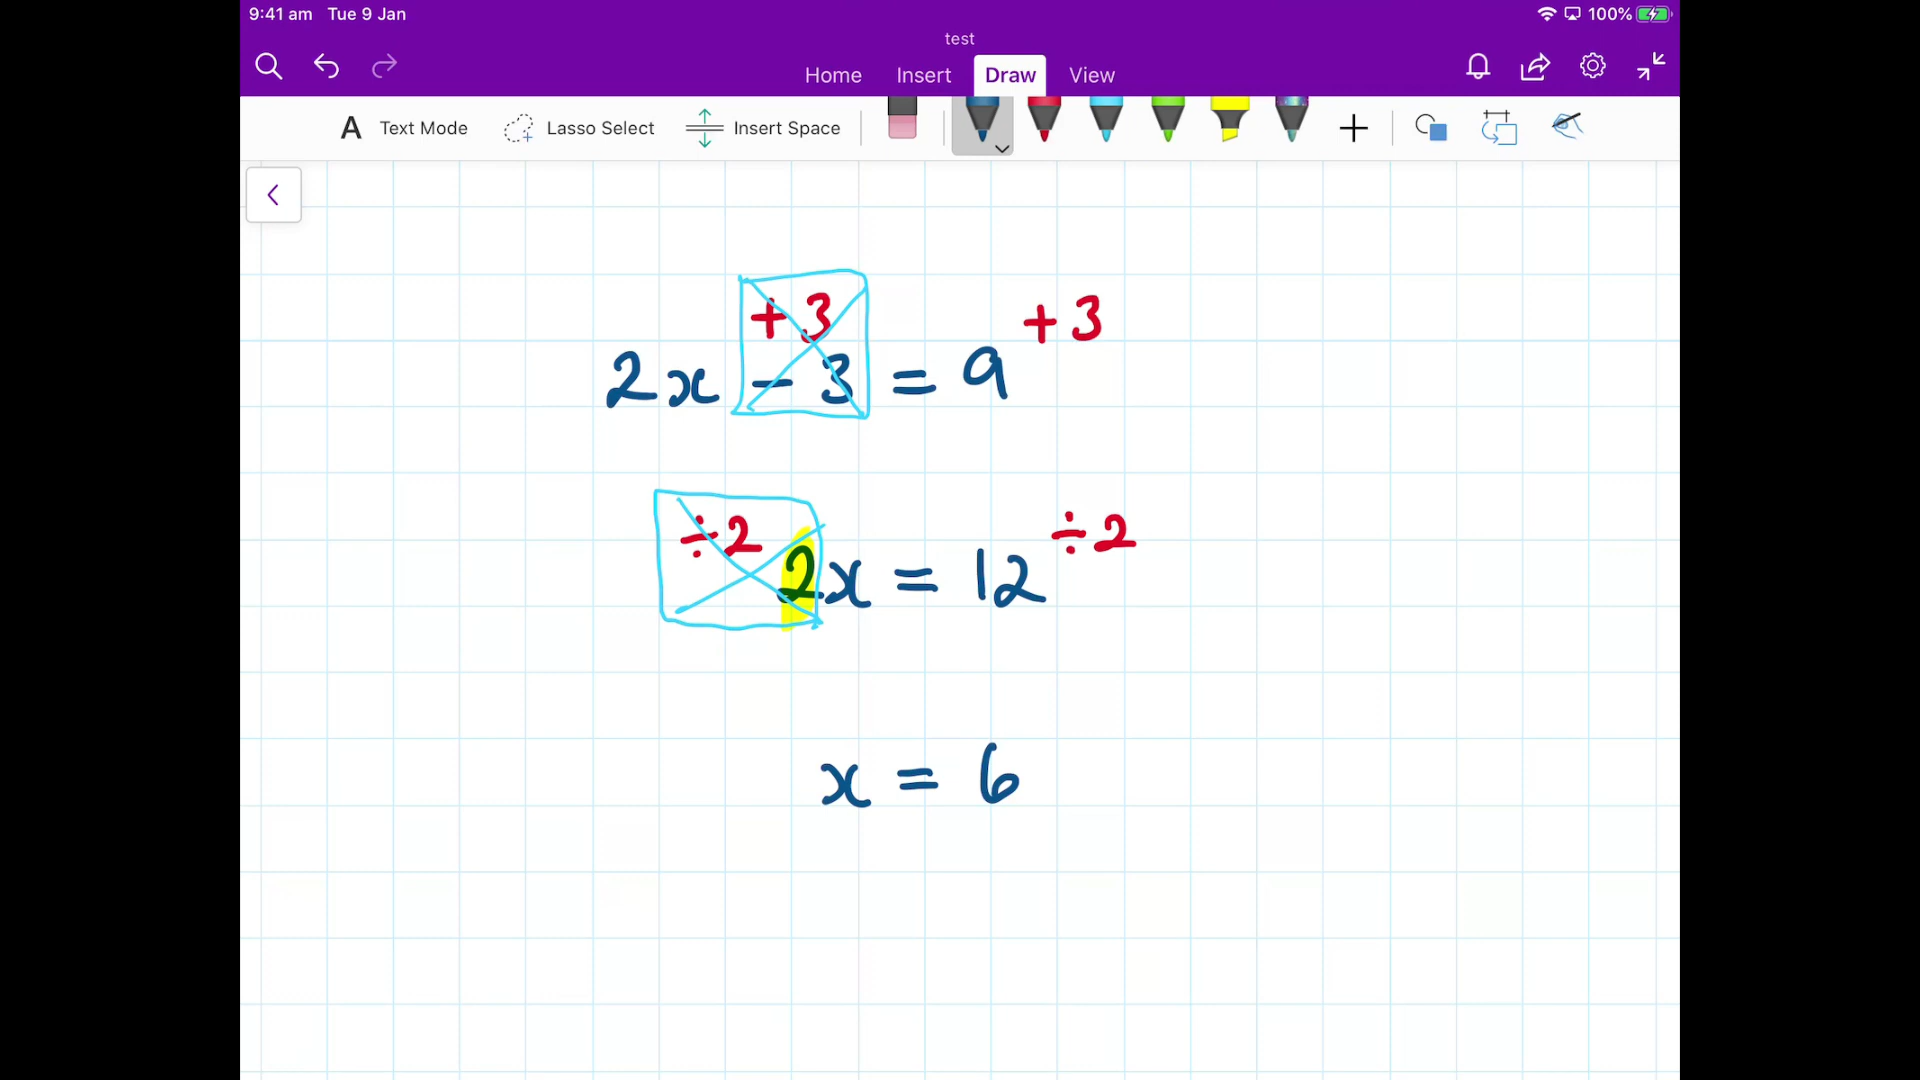 9:41 am Tue 9 Jan 100%
test
Home Insert Draw View
A Text Mode Lasso Select Insert Space
+ 3 + 3
2x - 3 = 9
÷2 ÷2
2x = 12
x = 6